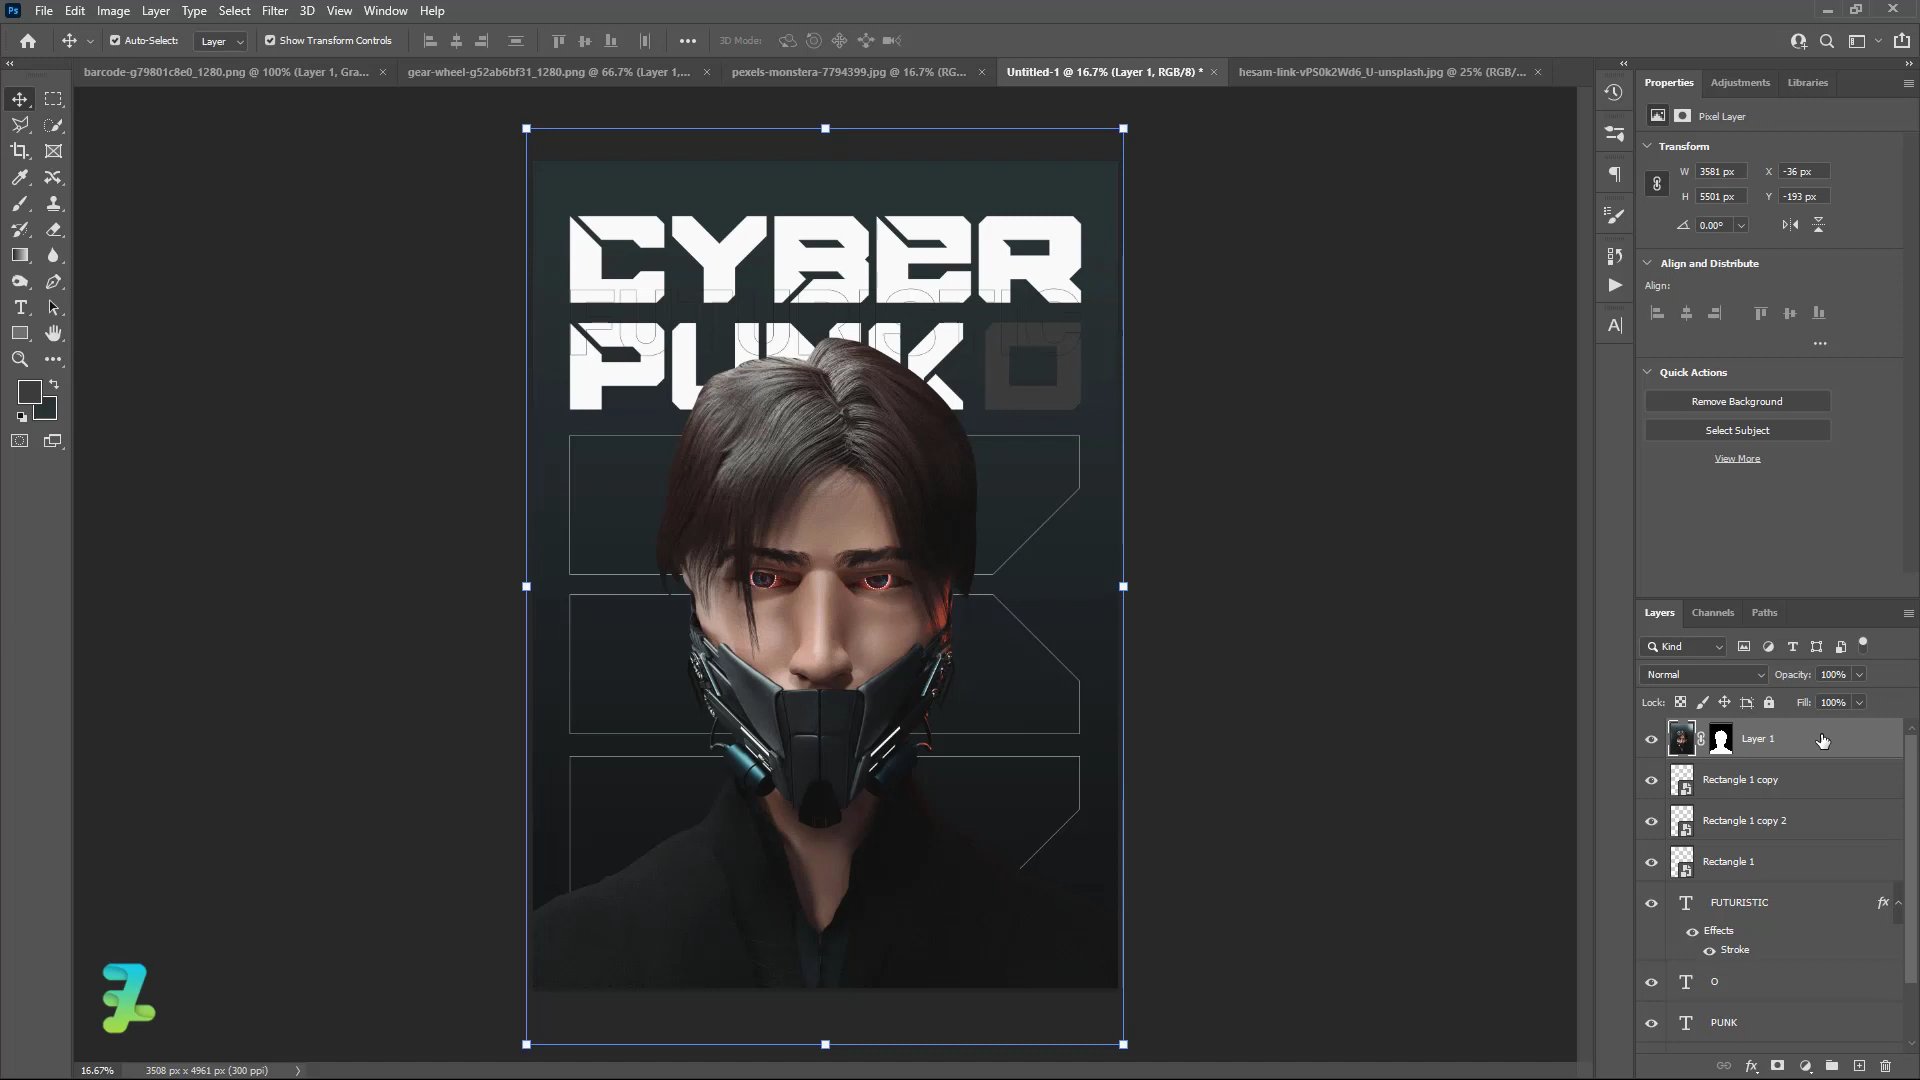 Ps File Edit Image Layer Type Select Filter 3D View Window Help
Auto-Select: Layer Show Transform Controls 3D Mode:
barcode-g79801c8e0_1280.png @ 100% (Layer 1, Gra...
gear-wheel-g52ab6bf31_1280.png @ 66.7% (Layer 1,...
pexels-monstera-7794399.jpg @ 16.7% (RG...
Untitled-1 @ 16.7% (Layer 1, RGB/8) *
hesam-link-vPS0k2Wd6_U-unsplash.jpg @ 25% (RGB/...
CYBER
FUTURISTIC
PUNK O
16.67% 3508 px x 4961 px (300 ppi)
Properties Adjustments Libraries
Pixel Layer
Transform
W 3581 px X -36 px
H 5501 px Y -193 px
0.00°
Align and Distribute
Align:
Quick Actions
Remove Background
Select Subject
View More
Layers Channels Paths
Kind
Normal Opacity: 100%
Lock: Fill: 100%
Layer 1
Rectangle 1 copy
Rectangle 1 copy 2
Rectangle 1
FUTURISTIC fx
Effects
Stroke
O
PUNK
fx